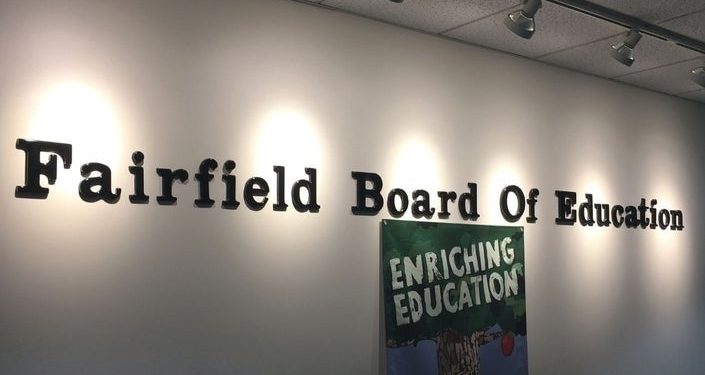 Fairfield Board Of Education
ENRICHING
EDUCATION